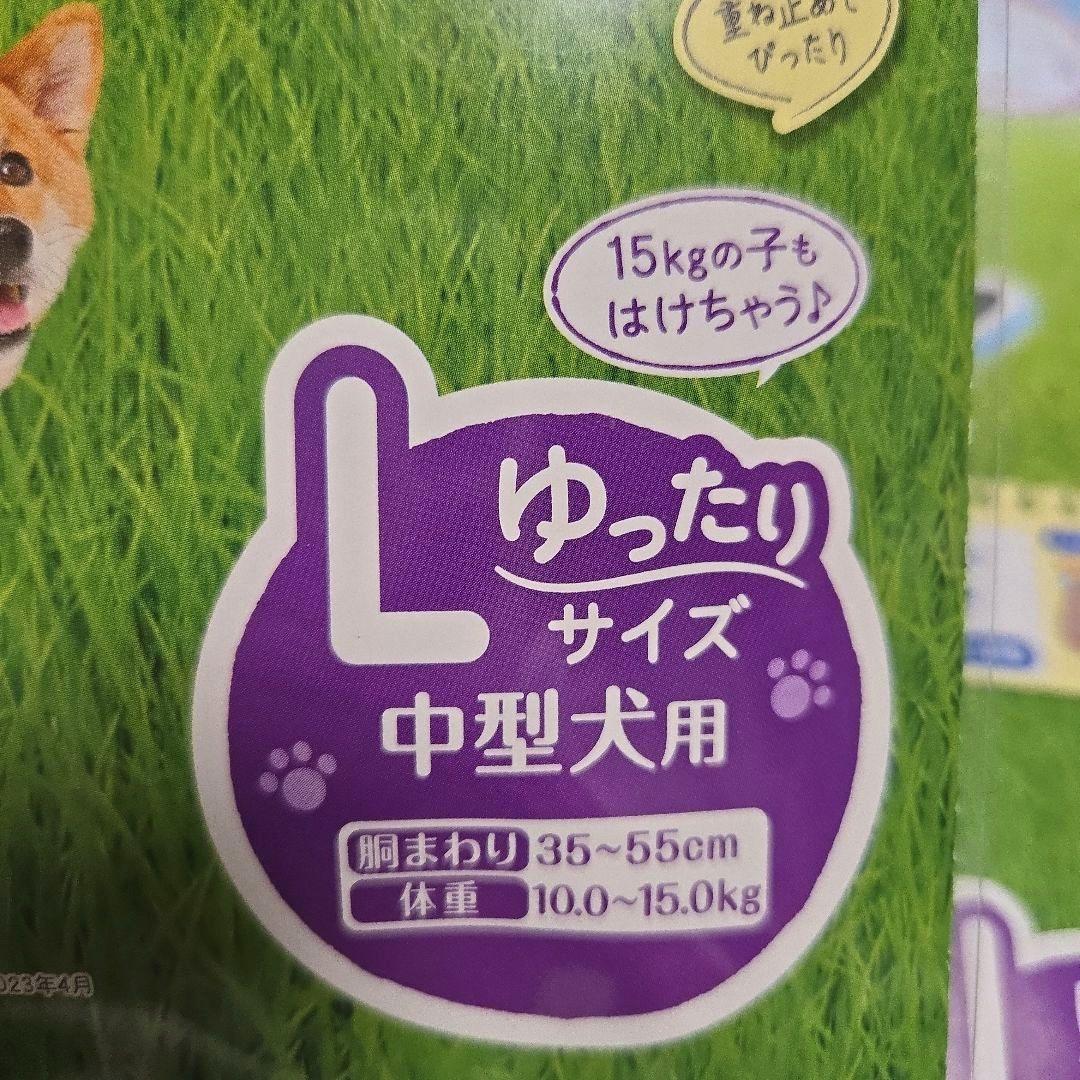 重ね止めで
ぴったり
15kgの子も
はけちゃう♪
L
ゆったり
サイズ
中型犬用
胴まわり 35~55cm
体重 10.0~15.0kg
023年4月